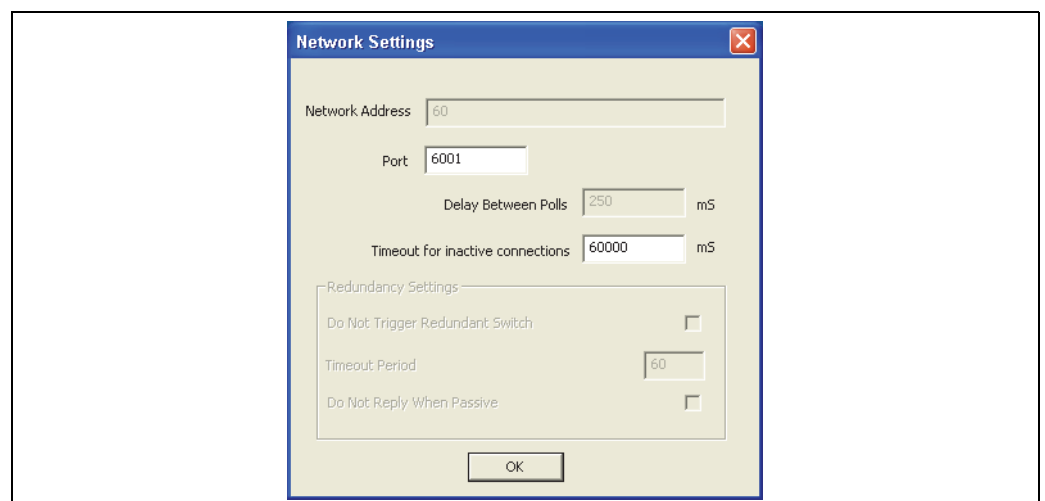 Network Settings
Network Address 60
Port 6001
Delay Between Polls 250 mS
Timeout for inactive connections 60000 mS
Redundancy Settings
Do Not Trigger Redundant Switch
Timeout Period 60
Do Not Reply When Passive
OK